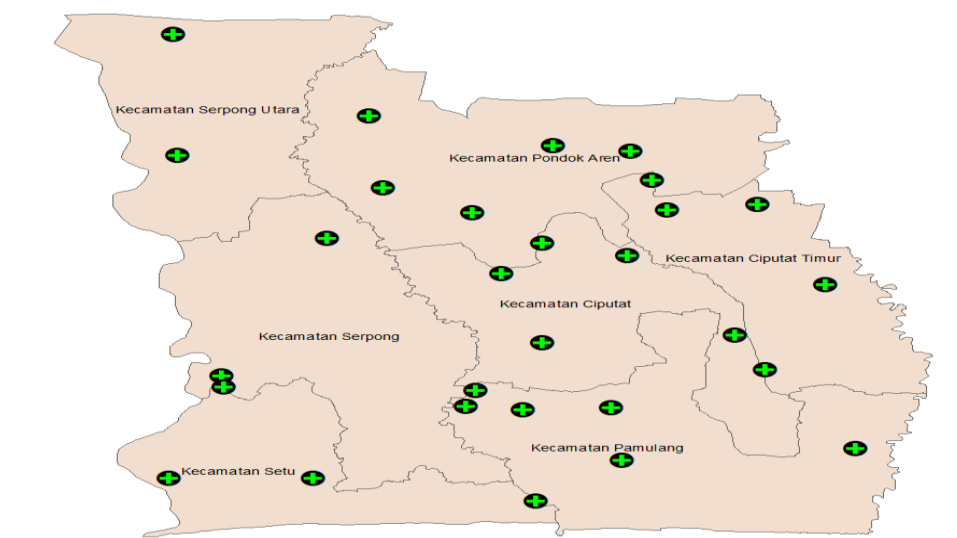 Kecamatan Serpong Utara
Kecamatan Pondok Aren
Kecamatan Ciputat Timur
Kecamatan Ciputat
Kecamatan Serpong
Kecamatan Pamulang
Kecamatan Setu